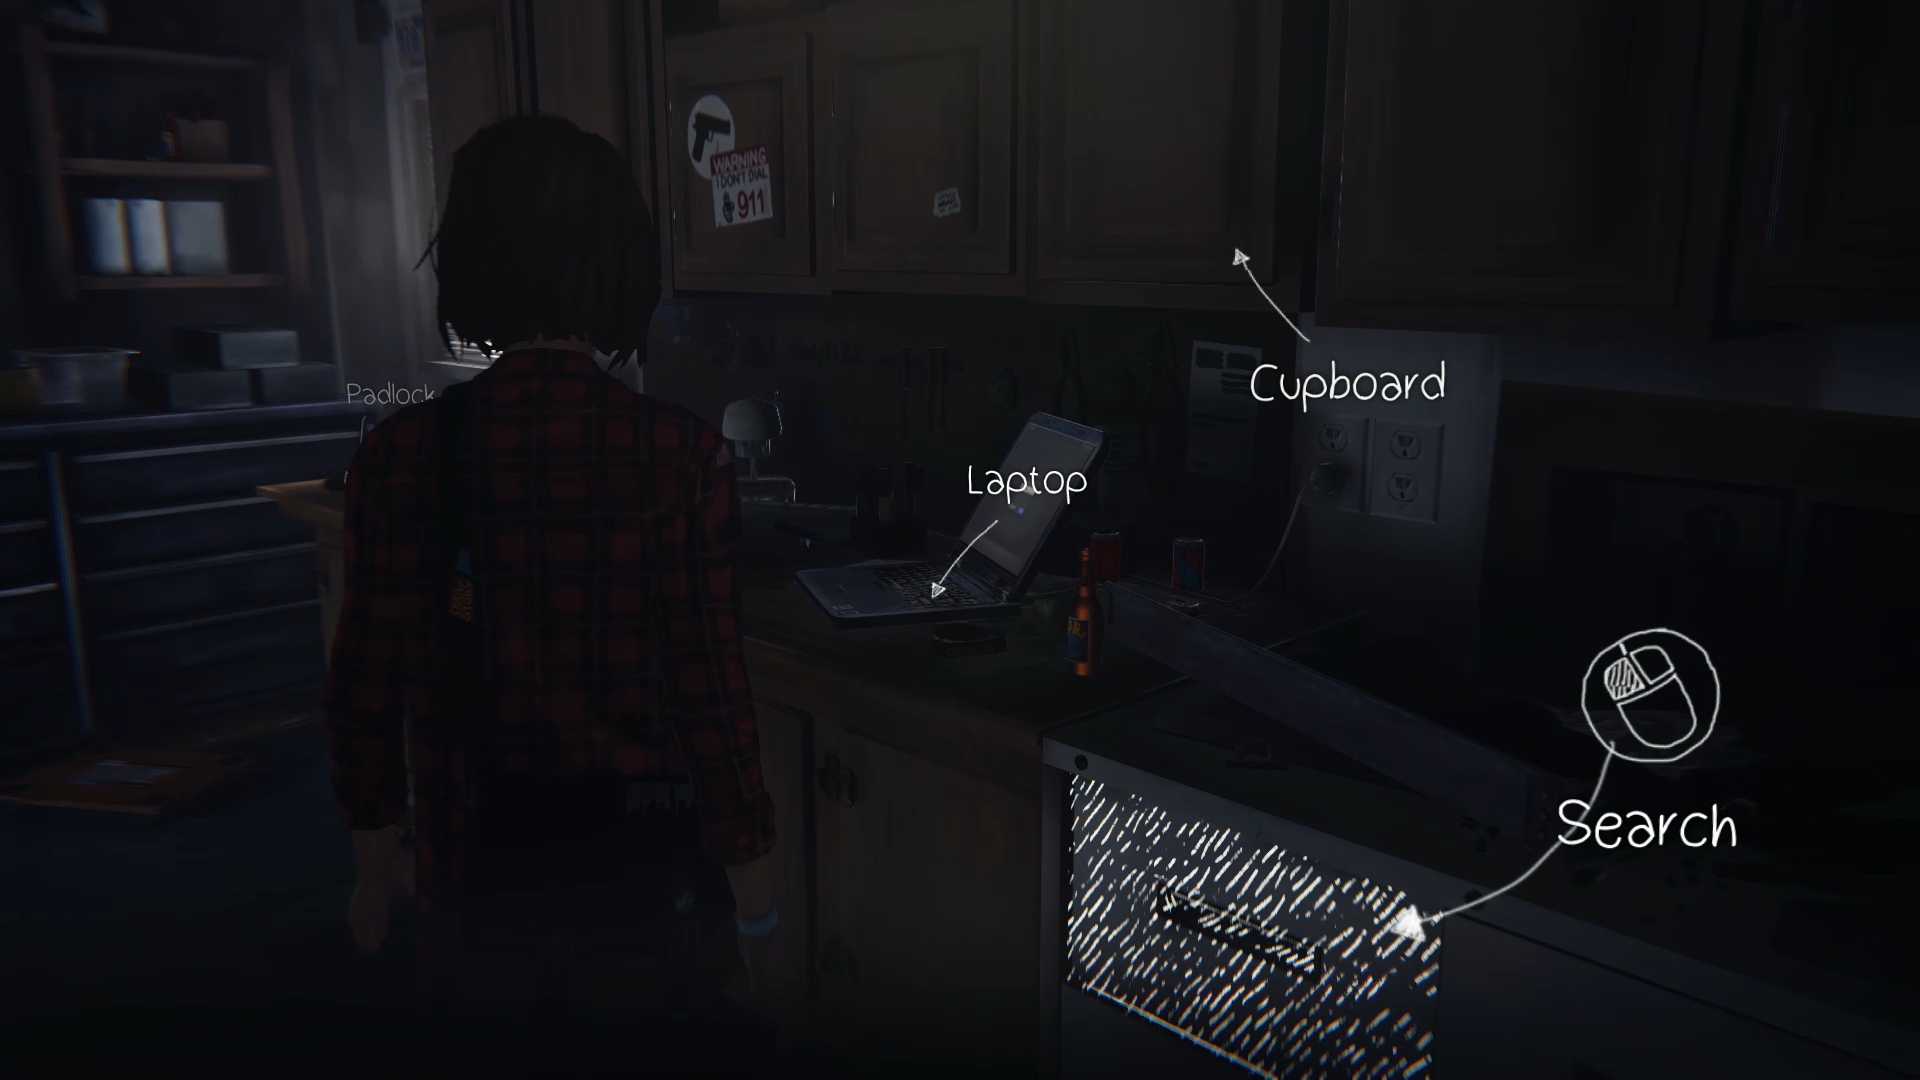 WARNING
I DON'T DIAL
911
Padlock
Cupboard
Laptop
Search